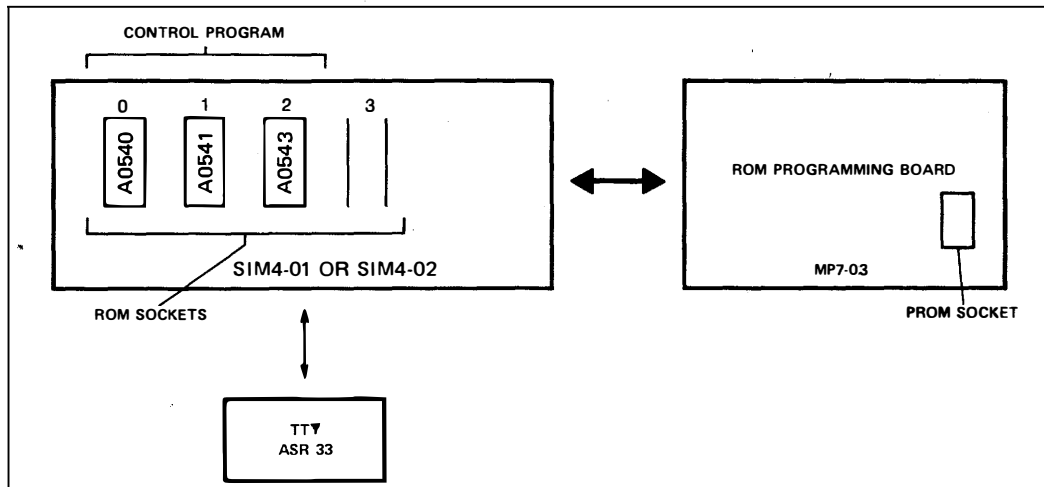 CONTROL PROGRAM
0 1 2 3
A0540 A0541 A0543
SIM4-01 OR SIM4-02
ROM SOCKETS
ROM PROGRAMMING BOARD
MP7-03
PROM SOCKET
TTY
ASR 33